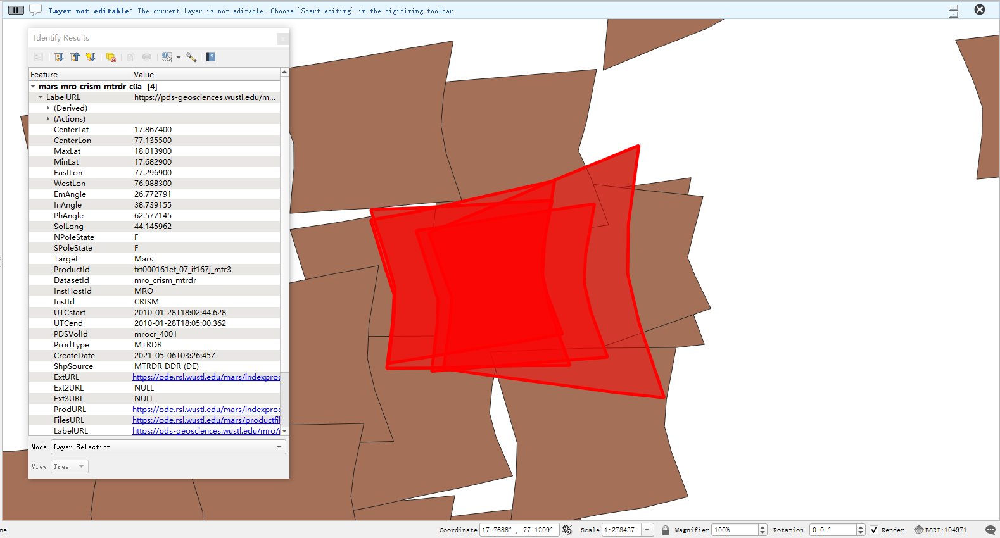 Layer not editable: The current layer is not editable. Choose 'Start editing' in the digitizing toolbar.
Identify Results
Feature Value
mars_mro_crism_mtrdr_c0a [4]
LabelURL https://pds-geosciences.wustl.edu/m...
(Derived)
(Actions)
CenterLat 17.867400
CenterLon 77.135500
MaxLat 18.013900
MinLat 17.682900
EastLon 77.296900
WestLon 76.988300
EmAngle 26.772791
InAngle 38.739155
PhAngle 62.577145
SolLong 44.145962
NPoleState F
SPoleState F
Target Mars
ProductId frt000161ef_07_if167j_mtr3
DatasetId mro_crism_mtrdr
InstHostId MRO
InstId CRISM
UTCstart 2010-01-28T18:02:44.628
UTCend 2010-01-28T18:05:00.362
PDSVolId mrocr_4001
ProdType MTRDR
CreateDate 2021-05-06T03:26:45Z
ShpSource MTRDR DDR (DE)
ExtURL https://ode.rsl.wustl.edu/mars/indexproc
Ext2URL NULL
Ext3URL NULL
ProdURL https://ode.rsl.wustl.edu/mars/indexproc
FilesURL https://ode.rsl.wustl.edu/mars/productfil
LabelURL https://pds-geosciences.wustl.edu/mro/r
Mode Layer Selection
View Tree
ne. Coordinate 17.7688° , 77.1209° Scale 1:278437 Magnifier 100% Rotation 0.0 ° Render ESRI:104971